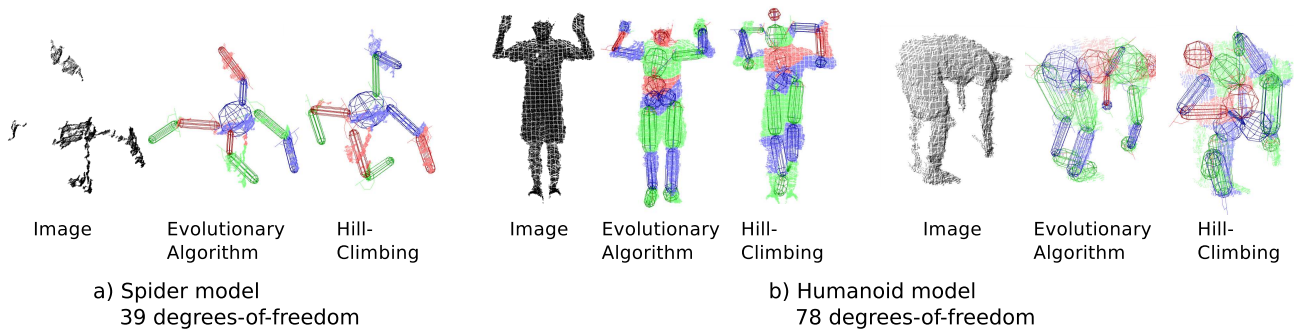 Image
Evolutionary
Algorithm
Hill-
Climbing
Image
Evolutionary
Algorithm
Hill-
Climbing
Image
Evolutionary
Algorithm
Hill-
Climbing
a) Spider model
39 degrees-of-freedom
b) Humanoid model
78 degrees-of-freedom